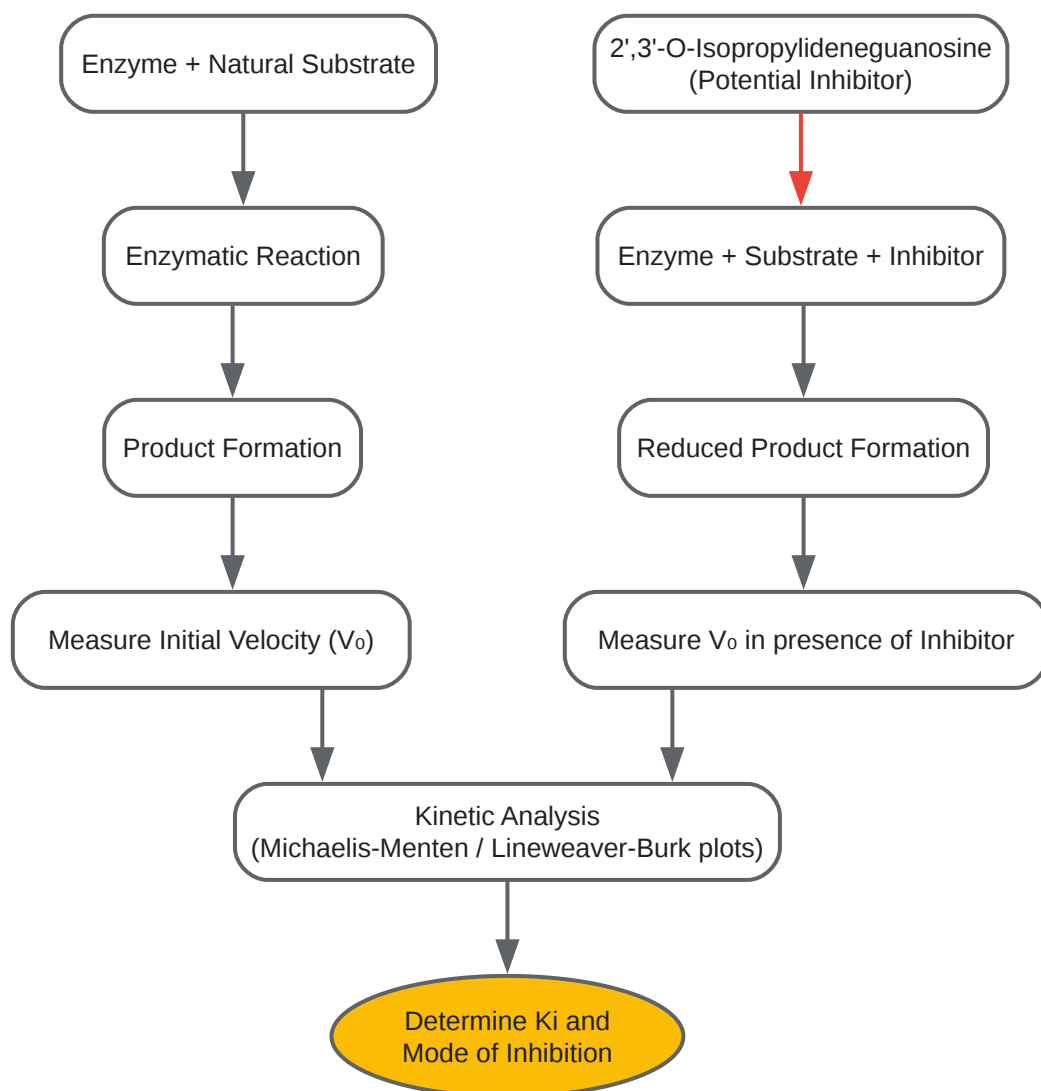 Enzyme + Natural Substrate
2',3'-O-Isopropylideneguanosine
(Potential Inhibitor)
Enzymatic Reaction
Enzyme + Substrate + Inhibitor
Product Formation
Reduced Product Formation
Measure Initial Velocity (V₀)
Measure V₀ in presence of Inhibitor
Kinetic Analysis
(Michaelis-Menten / Lineweaver-Burk plots)
Determine Ki and
Mode of Inhibition